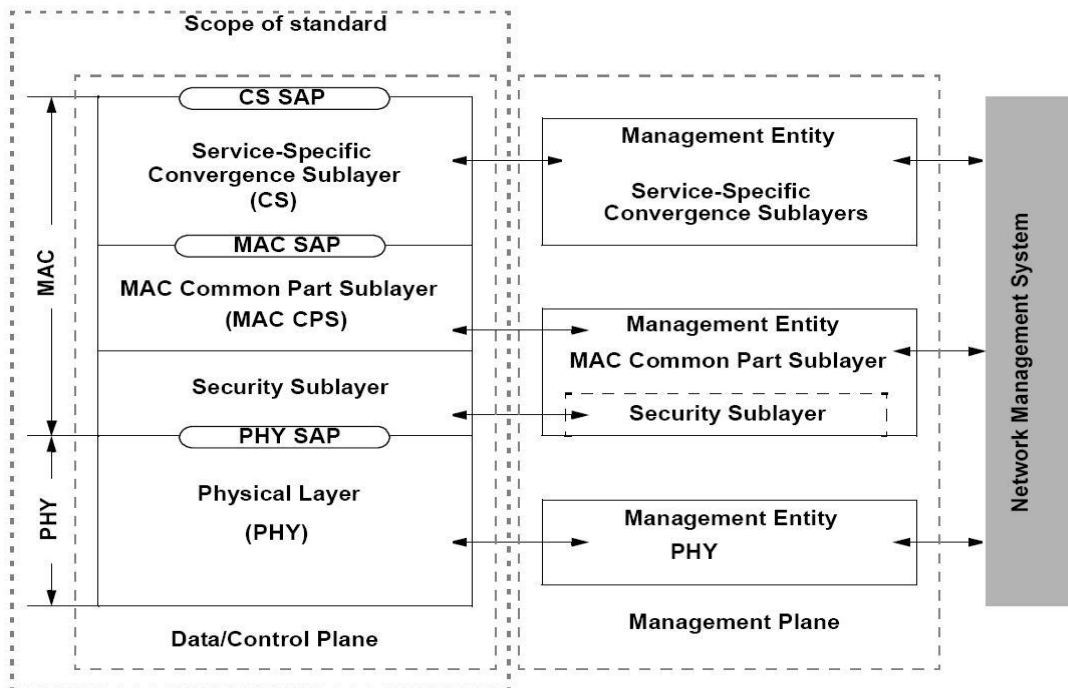 Scope of standard
CS SAP
Service-Specific
Convergence Sublayer
(CS)
MAC SAP
MAC Common Part Sublayer
(MAC CPS)
Security Sublayer
PHY SAP
Physical Layer
(PHY)
Data/Control Plane
MAC
PHY
Management Entity
Service-Specific
Convergence Sublayers
Management Entity
MAC Common Part Sublayer
Security Sublayer
Management Entity
PHY
Management Plane
Network Management System